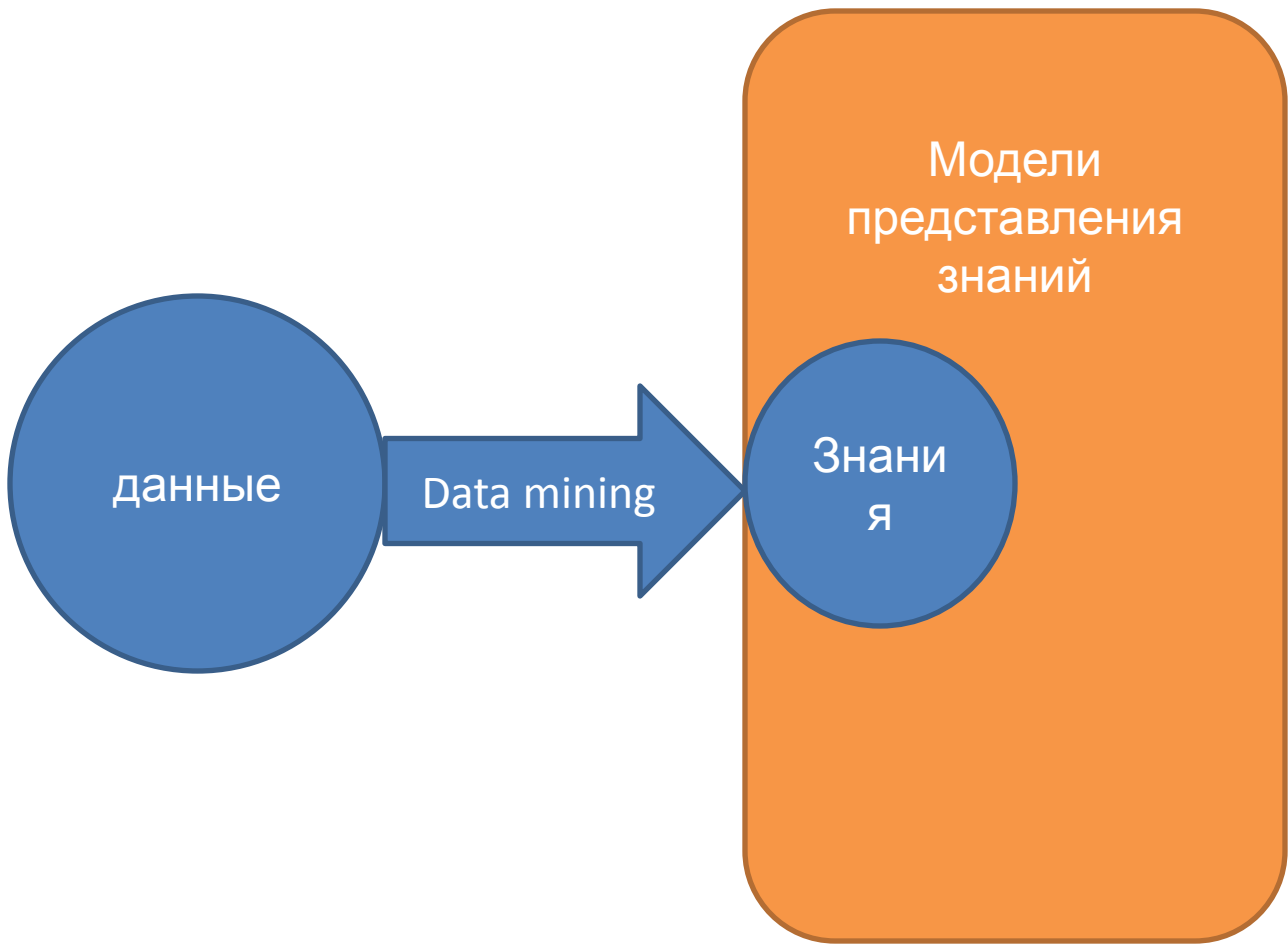 данные
Data mining
Модели
представления
знаний
Знани
я